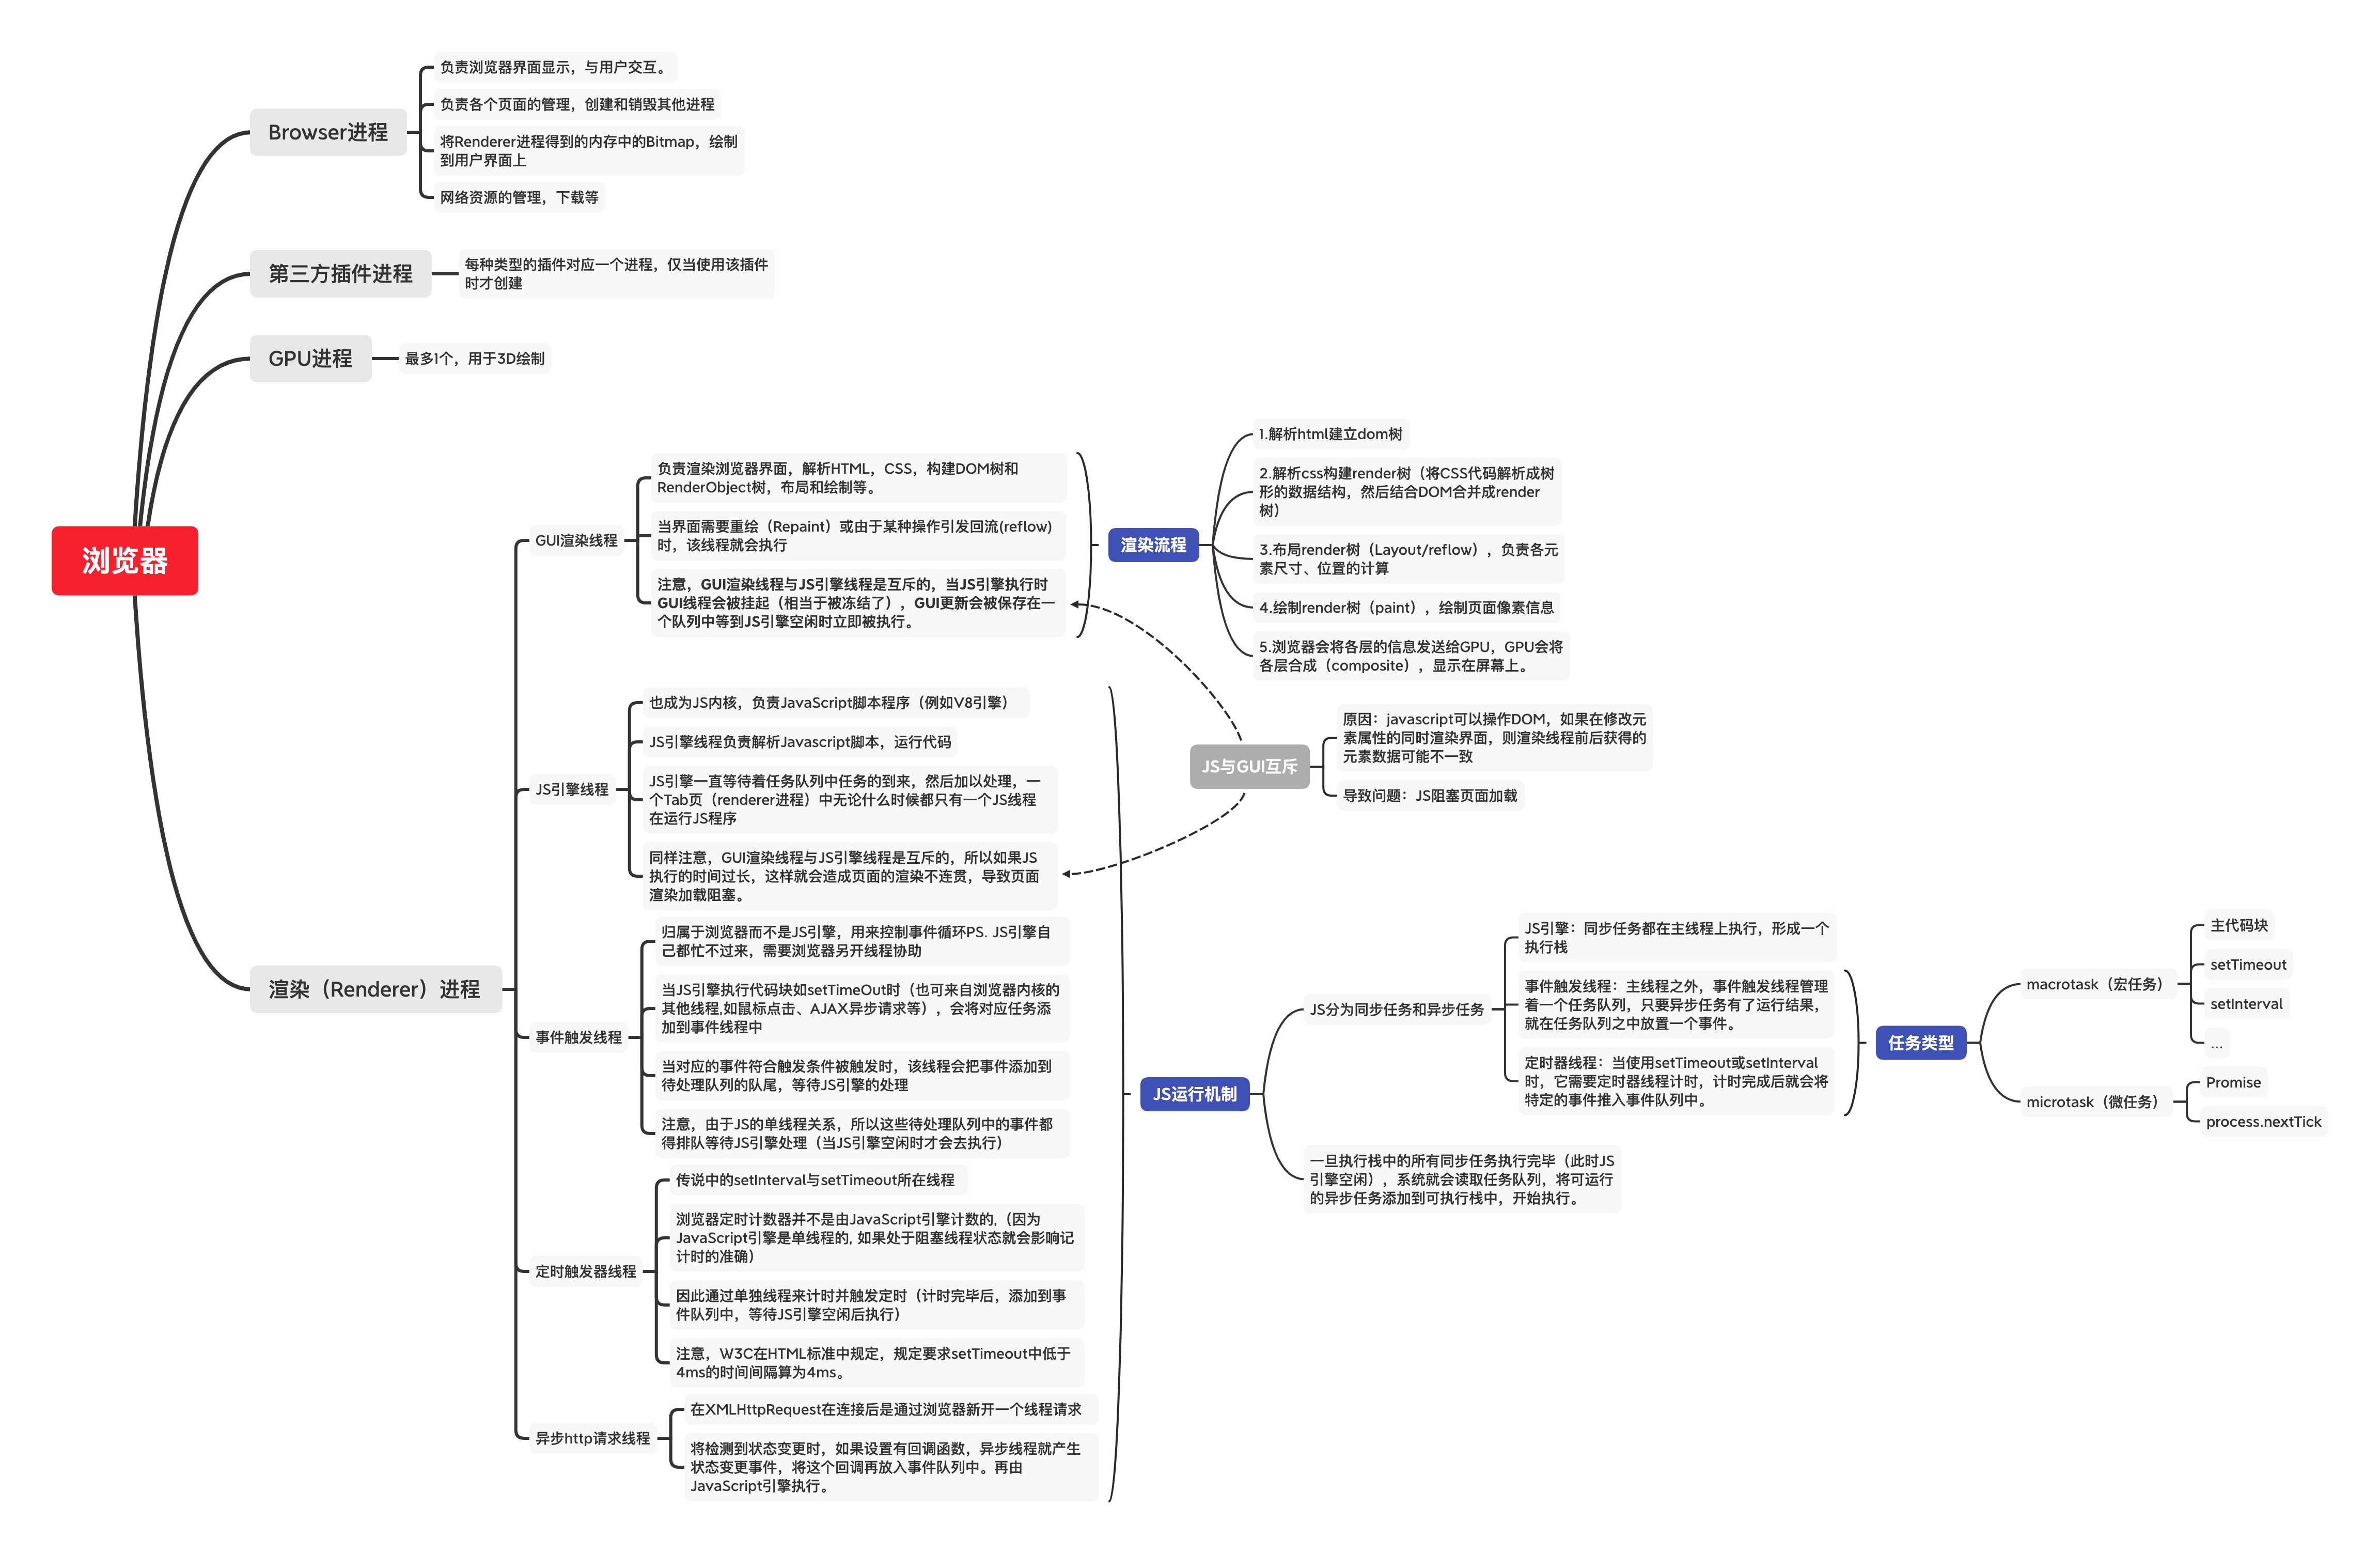 浏览器
Browser进程
负责浏览器界面显示，与用户交互。
负责各个页面的管理，创建和销毁其他进程
将Renderer进程得到的内存中的Bitmap，绘制
到用户界面上
网络资源的管理，下载等
第三方插件进程
每种类型的插件对应一个进程，仅当使用该插件
时才创建
GPU进程
最多1个，用于3D绘制
渲染（Renderer）进程
GUI渲染线程
负责渲染浏览器界面，解析HTML，CSS，构建DOM树和
RenderObject树，布局和绘制等。
当界面需要重绘（Repaint）或由于某种操作引发回流(reflow)
时，该线程就会执行
注意，GUI渲染线程与JS引擎线程是互斥的，当JS引擎执行时
GUI线程会被挂起（相当于被冻结了），GUI更新会被保存在一
个队列中等到JS引擎空闲时立即被执行。
渲染流程
1.解析html建立dom树
2.解析css构建render树（将CSS代码解析成树
形的数据结构，然后结合DOM合并成render
树）
3.布局render树（Layout/reflow），负责各元
素尺寸、位置的计算
4.绘制render树（paint），绘制页面像素信息
5.浏览器会将各层的信息发送给GPU，GPU会将
各层合成（composite），显示在屏幕上。
JS引擎线程
也成为JS内核，负责JavaScript脚本程序（例如V8引擎）
JS引擎线程负责解析Javascript脚本，运行代码
JS引擎一直等待着任务队列中任务的到来，然后加以处理，一
个Tab页（renderer进程）中无论什么时候都只有一个JS线程
在运行JS程序
同样注意，GUI渲染线程与JS引擎线程是互斥的，所以如果JS
执行的时间过长，这样就会造成页面的渲染不连贯，导致页面
渲染加载阻塞。
JS与GUI互斥
原因：javascript可以操作DOM，如果在修改元
素属性的同时渲染界面，则渲染线程前后获得的
元素数据可能不一致
导致问题：JS阻塞页面加载
事件触发线程
归属于浏览器而不是JS引擎，用来控制事件循环PS. JS引擎自
己都忙不过来，需要浏览器另开线程协助
当JS引擎执行代码块如setTimeOut时（也可来自浏览器内核的
其他线程,如鼠标点击、AJAX异步请求等），会将对应任务添
加到事件线程中
当对应的事件符合触发条件被触发时，该线程会把事件添加到
待处理队列的队尾，等待JS引擎的处理
注意，由于JS的单线程关系，所以这些待处理队列中的事件都
得排队等待JS引擎处理（当JS引擎空闲时才会去执行）
定时触发器线程
传说中的setInterval与setTimeout所在线程
浏览器定时计数器并不是由JavaScript引擎计数的,（因为
JavaScript引擎是单线程的, 如果处于阻塞线程状态就会影响记
计时的准确）
因此通过单独线程来计时并触发定时（计时完毕后，添加到事
件队列中，等待JS引擎空闲后执行）
注意，W3C在HTML标准中规定，规定要求setTimeout中低于
4ms的时间间隔算为4ms。
异步http请求线程
在XMLHttpRequest在连接后是通过浏览器新开一个线程请求
将检测到状态变更时，如果设置有回调函数，异步线程就产生
状态变更事件，将这个回调再放入事件队列中。再由
JavaScript引擎执行。
JS运行机制
JS分为同步任务和异步任务
JS引擎：同步任务都在主线程上执行，形成一个
执行栈
事件触发线程：主线程之外，事件触发线程管理
着一个任务队列，只要异步任务有了运行结果，
就在任务队列之中放置一个事件。
定时器线程：当使用setTimeout或setInterval
时，它需要定时器线程计时，计时完成后就会将
特定的事件推入事件队列中。
一旦执行栈中的所有同步任务执行完毕（此时JS
引擎空闲），系统就会读取任务队列，将可运行
的异步任务添加到可执行栈中，开始执行。
任务类型
macrotask（宏任务）
主代码块
setTimeout
setInterval
...
microtask（微任务）
Promise
process.nextTick